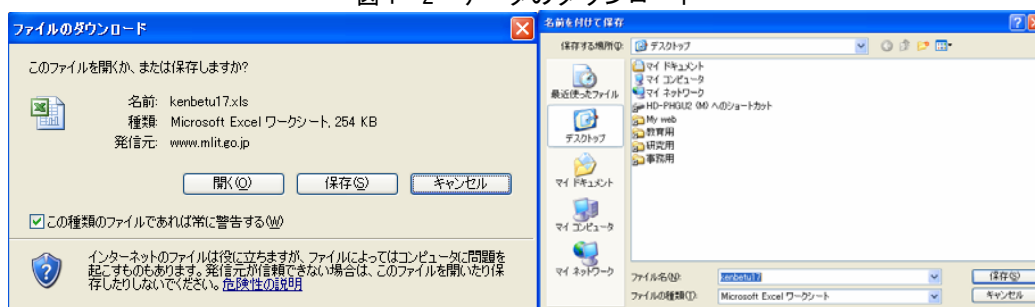 ファイルのダウンロード
このファイルを開くか、または保存しますか?
名前: kenbetu17.xls
種類: Microsoft Excel ワークシート, 254 KB
発信元: www.mlit.go.jp
開く(O) 保存(S) キャンセル
この種類のファイルであれば常に警告する(W)
インターネットのファイルは役に立ちますが、ファイルによってはコンピュータに問題を
起こすものもあります。発信元が信頼できない場合は、このファイルを開いたり保
存したりしないでください。危険性の説明
名前を付けて保存
保存する場所(I): デスクトップ
最近使ったファイル
デスクトップ
マイ ドキュメント
マイ コンピュータ
マイ ネットワーク
マイ ドキュメント
マイ コンピュータ
マイ ネットワーク
HD-PHGU2 (M) へのショートカット
My web
教育用
研究用
事務用
ファイル名(N): kenbetu17 保存(S)
ファイルの種類(T): Microsoft Excel ワークシート キャンセル